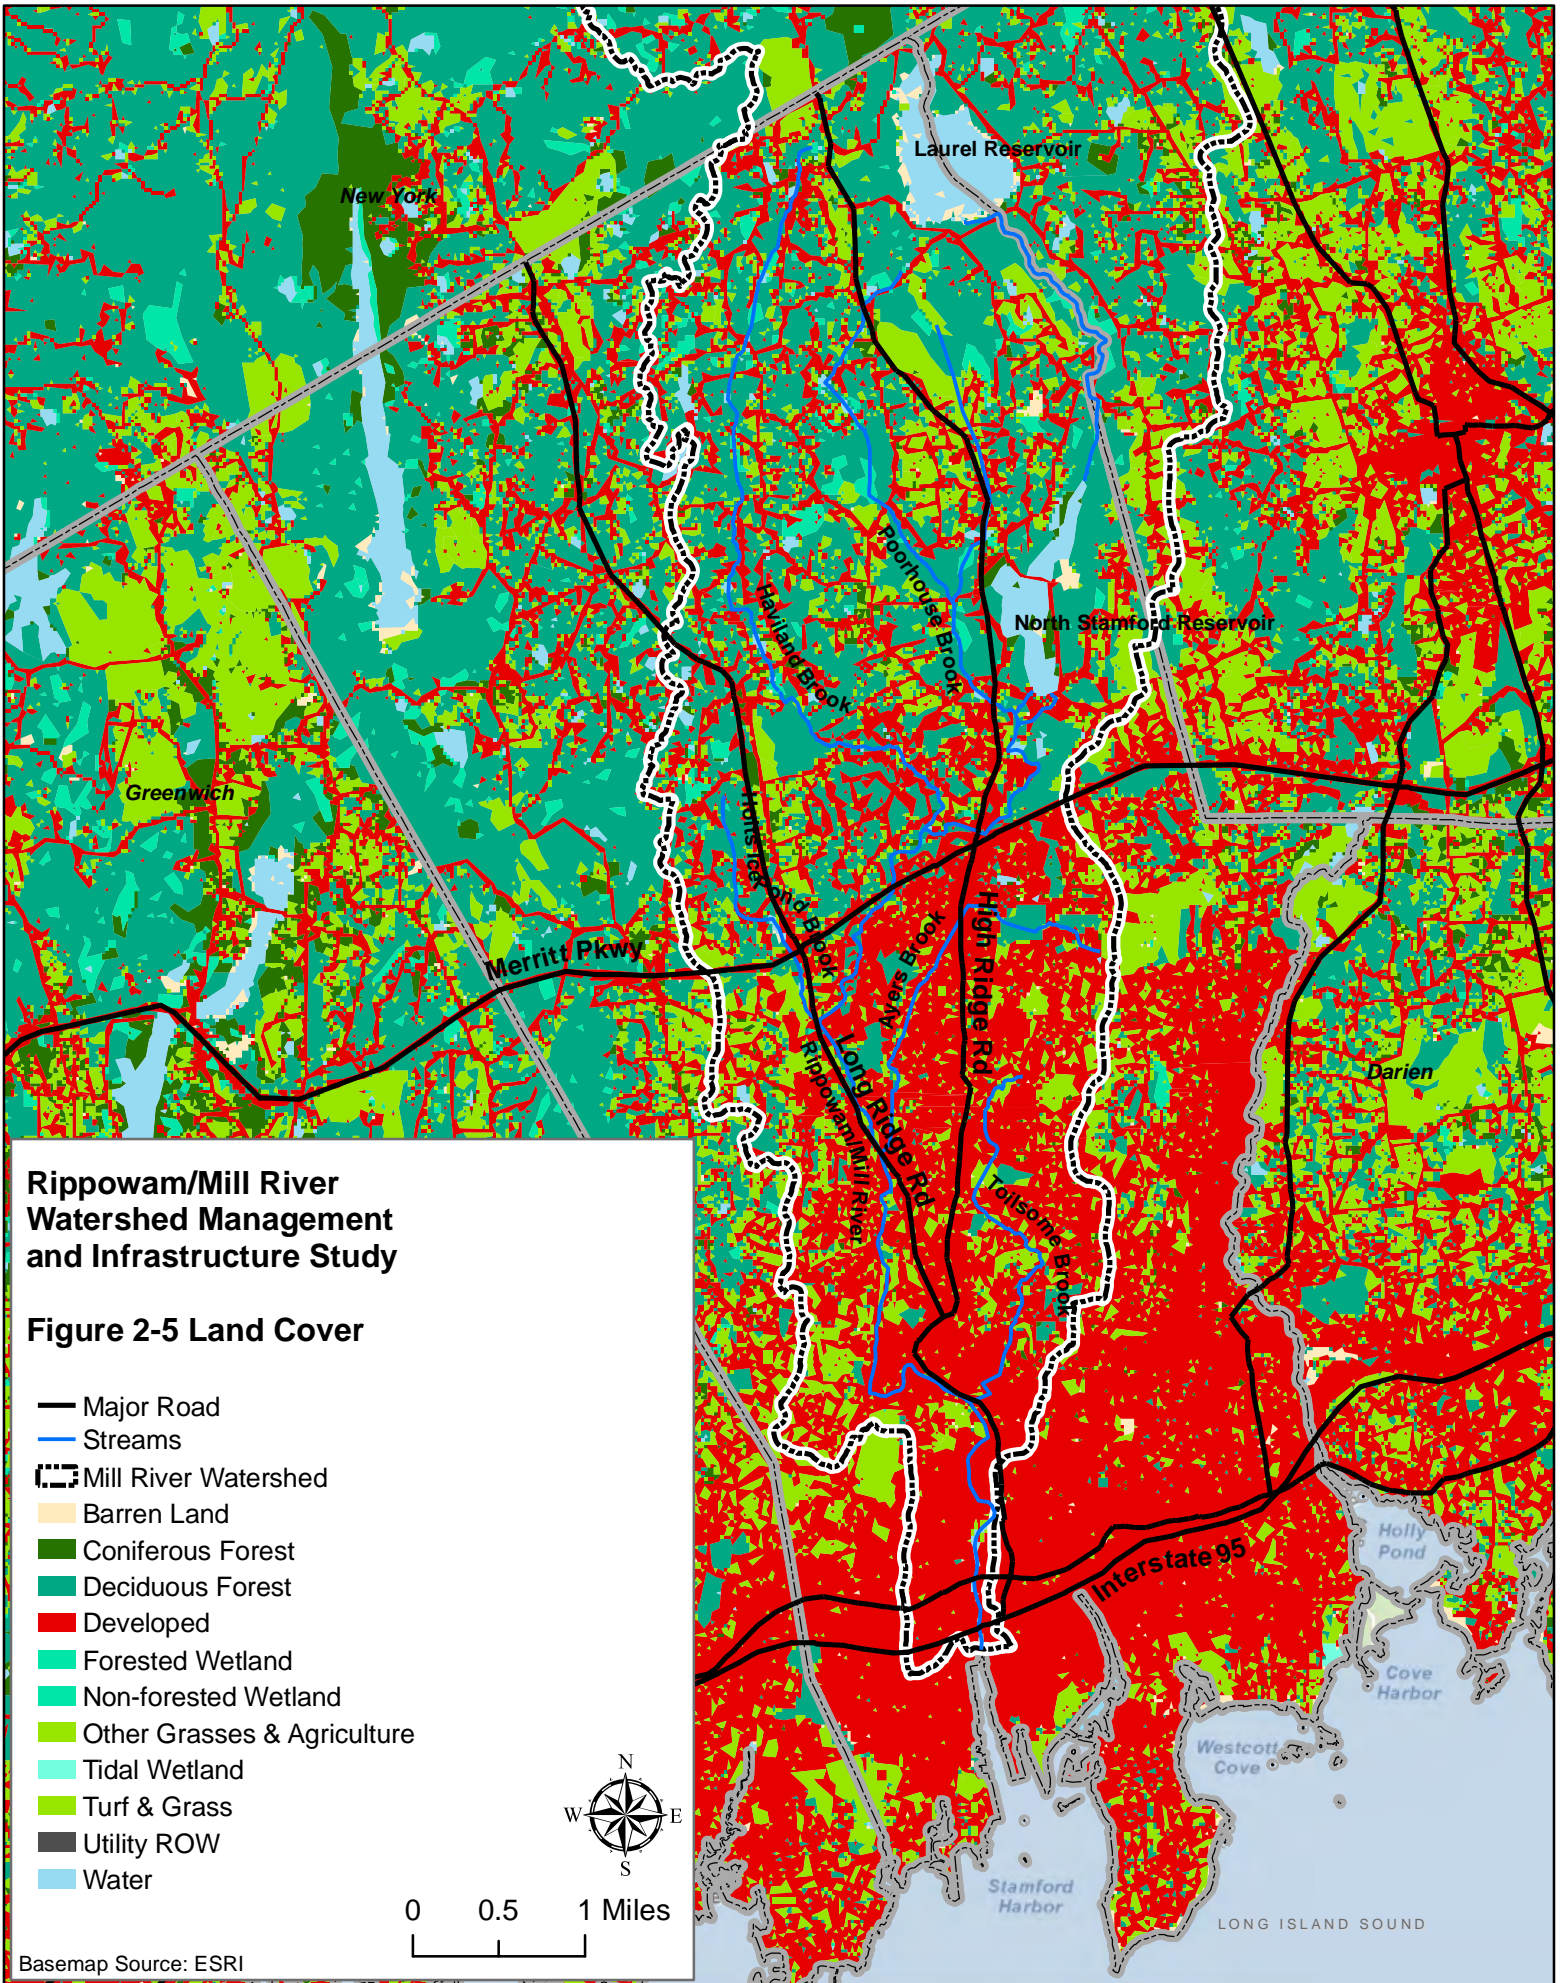 Laurel Reservoir
New York
Poorhouse Brook
Haviland Brook
North Stamford Reservoir
Greenwich
Holts Ice Pond Brook
High Ridge Rd
Ayers Brook
Merritt Pkwy
Long Ridge Rd
Rippowam/Mill River
Darien
Toilsome Brook
Rippowam/Mill River
Watershed Management
and Infrastructure Study
Figure 2-5 Land Cover
Major Road
Streams
Mill River Watershed
Barren Land
Coniferous Forest
Deciduous Forest
Developed
Forested Wetland
Non-forested Wetland
Other Grasses & Agriculture
Tidal Wetland
Turf & Grass
Utility ROW
Water
N
W E
S
0 0.5 1 Miles
Basemap Source: ESRI
Interstate 95
Holly
Pond
Cove
Harbor
Westcott
Cove
Stamford
Harbor
LONG ISLAND SOUND